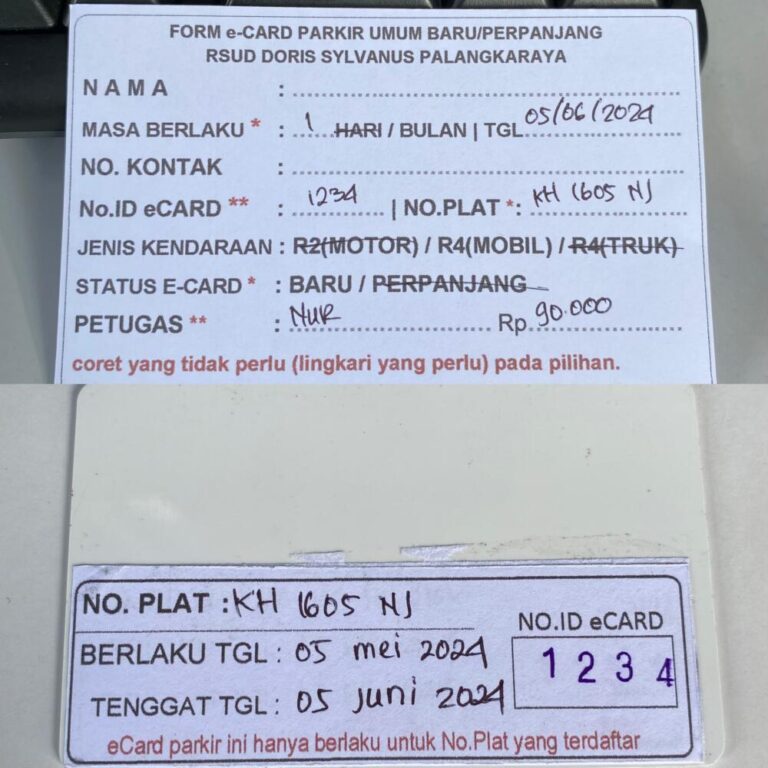 FORM e-CARD PARKIR UMUM BARU/PERPANJANG
RSUD DORIS SYLVANUS PALANGKARAYA
NAMA :
MASA BERLAKU * : 1 HARI / BULAN | TGL 05/06/2024
NO. KONTAK :
No.ID eCARD ** : 1234 | NO.PLAT *: KH 1605 NJ
JENIS KENDARAAN : R2(MOTOR) / R4(MOBIL) / R4(TRUK)
STATUS E-CARD * : BARU / PERPANJANG
PETUGAS ** : NUR Rp. 90.000
coret yang tidak perlu (lingkari yang perlu) pada pilihan.
NO. PLAT : KH 1605 NJ
NO.ID eCARD
BERLAKU TGL : 05 mei 2024
1 2 3 4
TENGGAT TGL : 05 juni 2024
eCard parkir ini hanya berlaku untuk No.Plat yang terdaftar